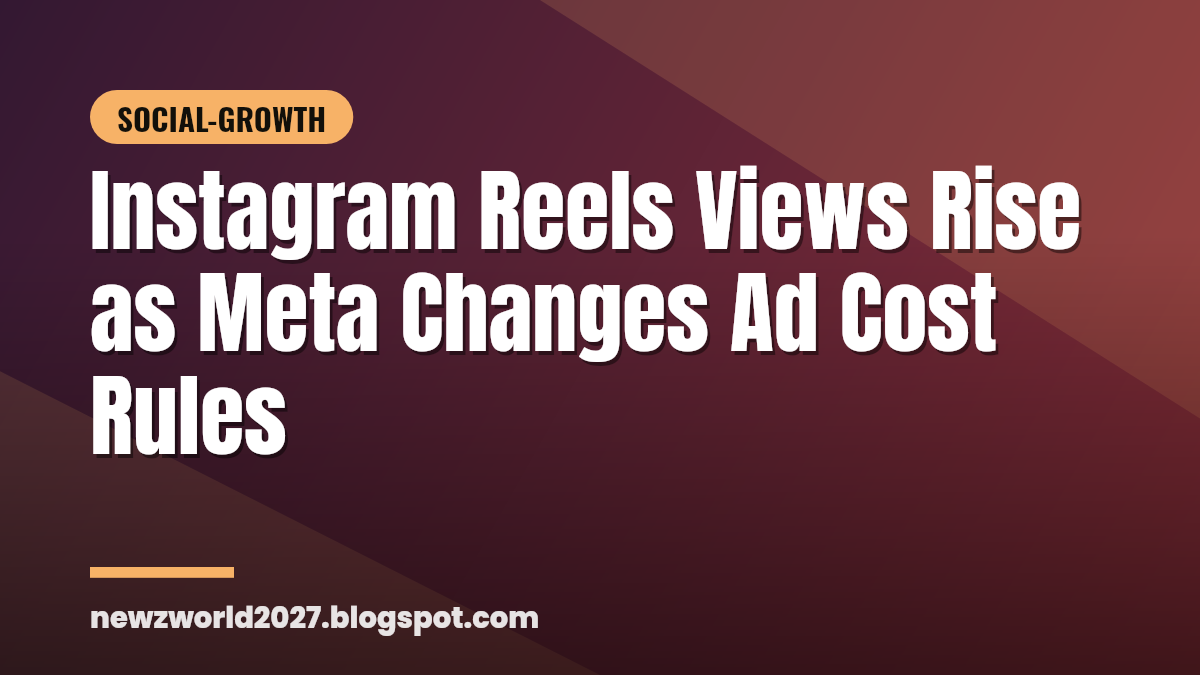 SOCIAL-GROWTH
Instagram Reels Views Rise
as Meta Changes Ad Cost
Rules
newzworld2027.blogspot.com